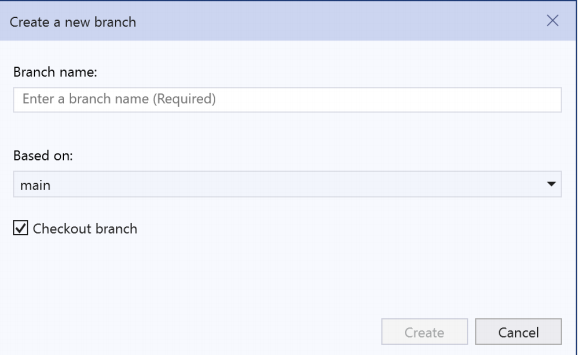 Create a new branch
Branch name:
Enter a branch name (Required)
Based on:
main
Checkout branch
Create
Cancel